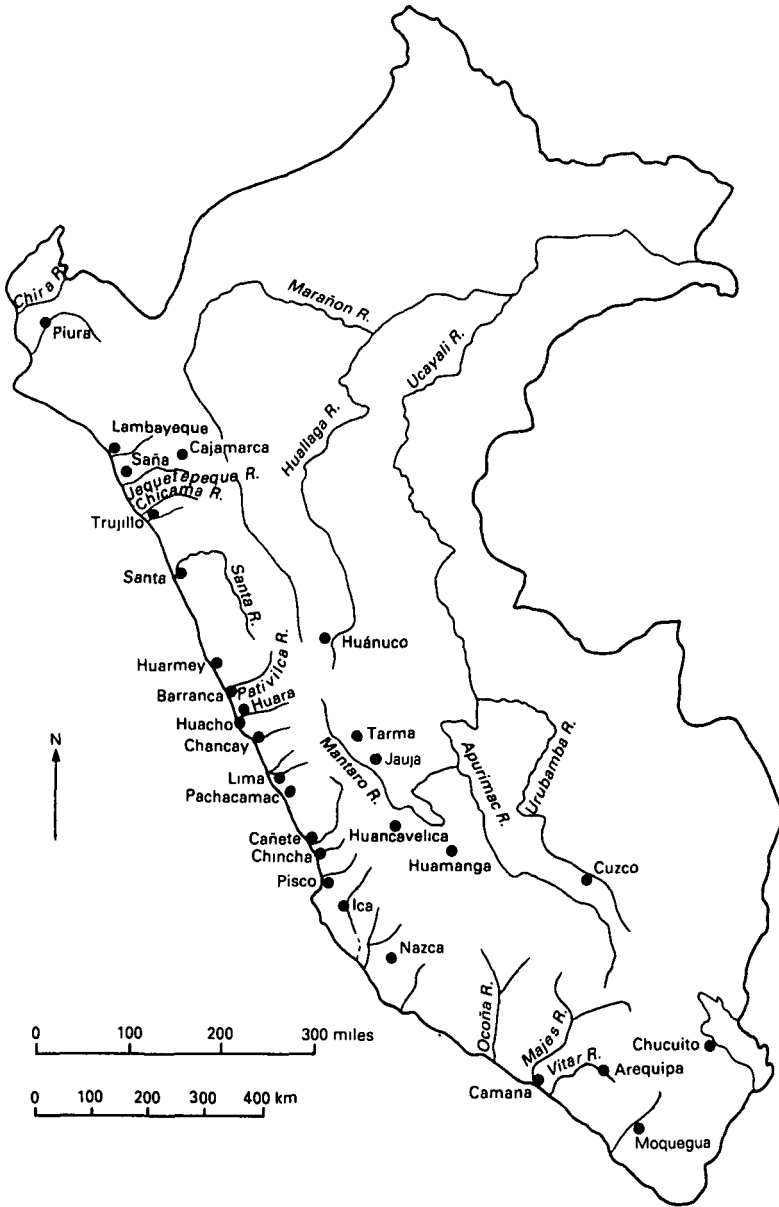 Chira R.
Piura
Marañon R.
Ucayali R.
Huallaga R.
Lambayeque
Cajamarca
Saña
Jequetepeque R.
Chicama R.
Trujillo
Santa
Santa R.
Huánuco
Huarmey
Pativilca R.
Barranca
Huara
Huacho
Chancay
Tarma
Jauja
Mantaro R.
Apurimac R.
Urubamba R.
N
Lima
Pachacamac
Cañete
Huancavelica
Chincha
Huamanga
Pisco
Cuzco
Ica
Nazca
Ocoña R.
Majes R.
Vitar R.
Chucuito
Arequipa
Camana
Moquegua
0 100 200 300 miles
0 100 200 300 400 km